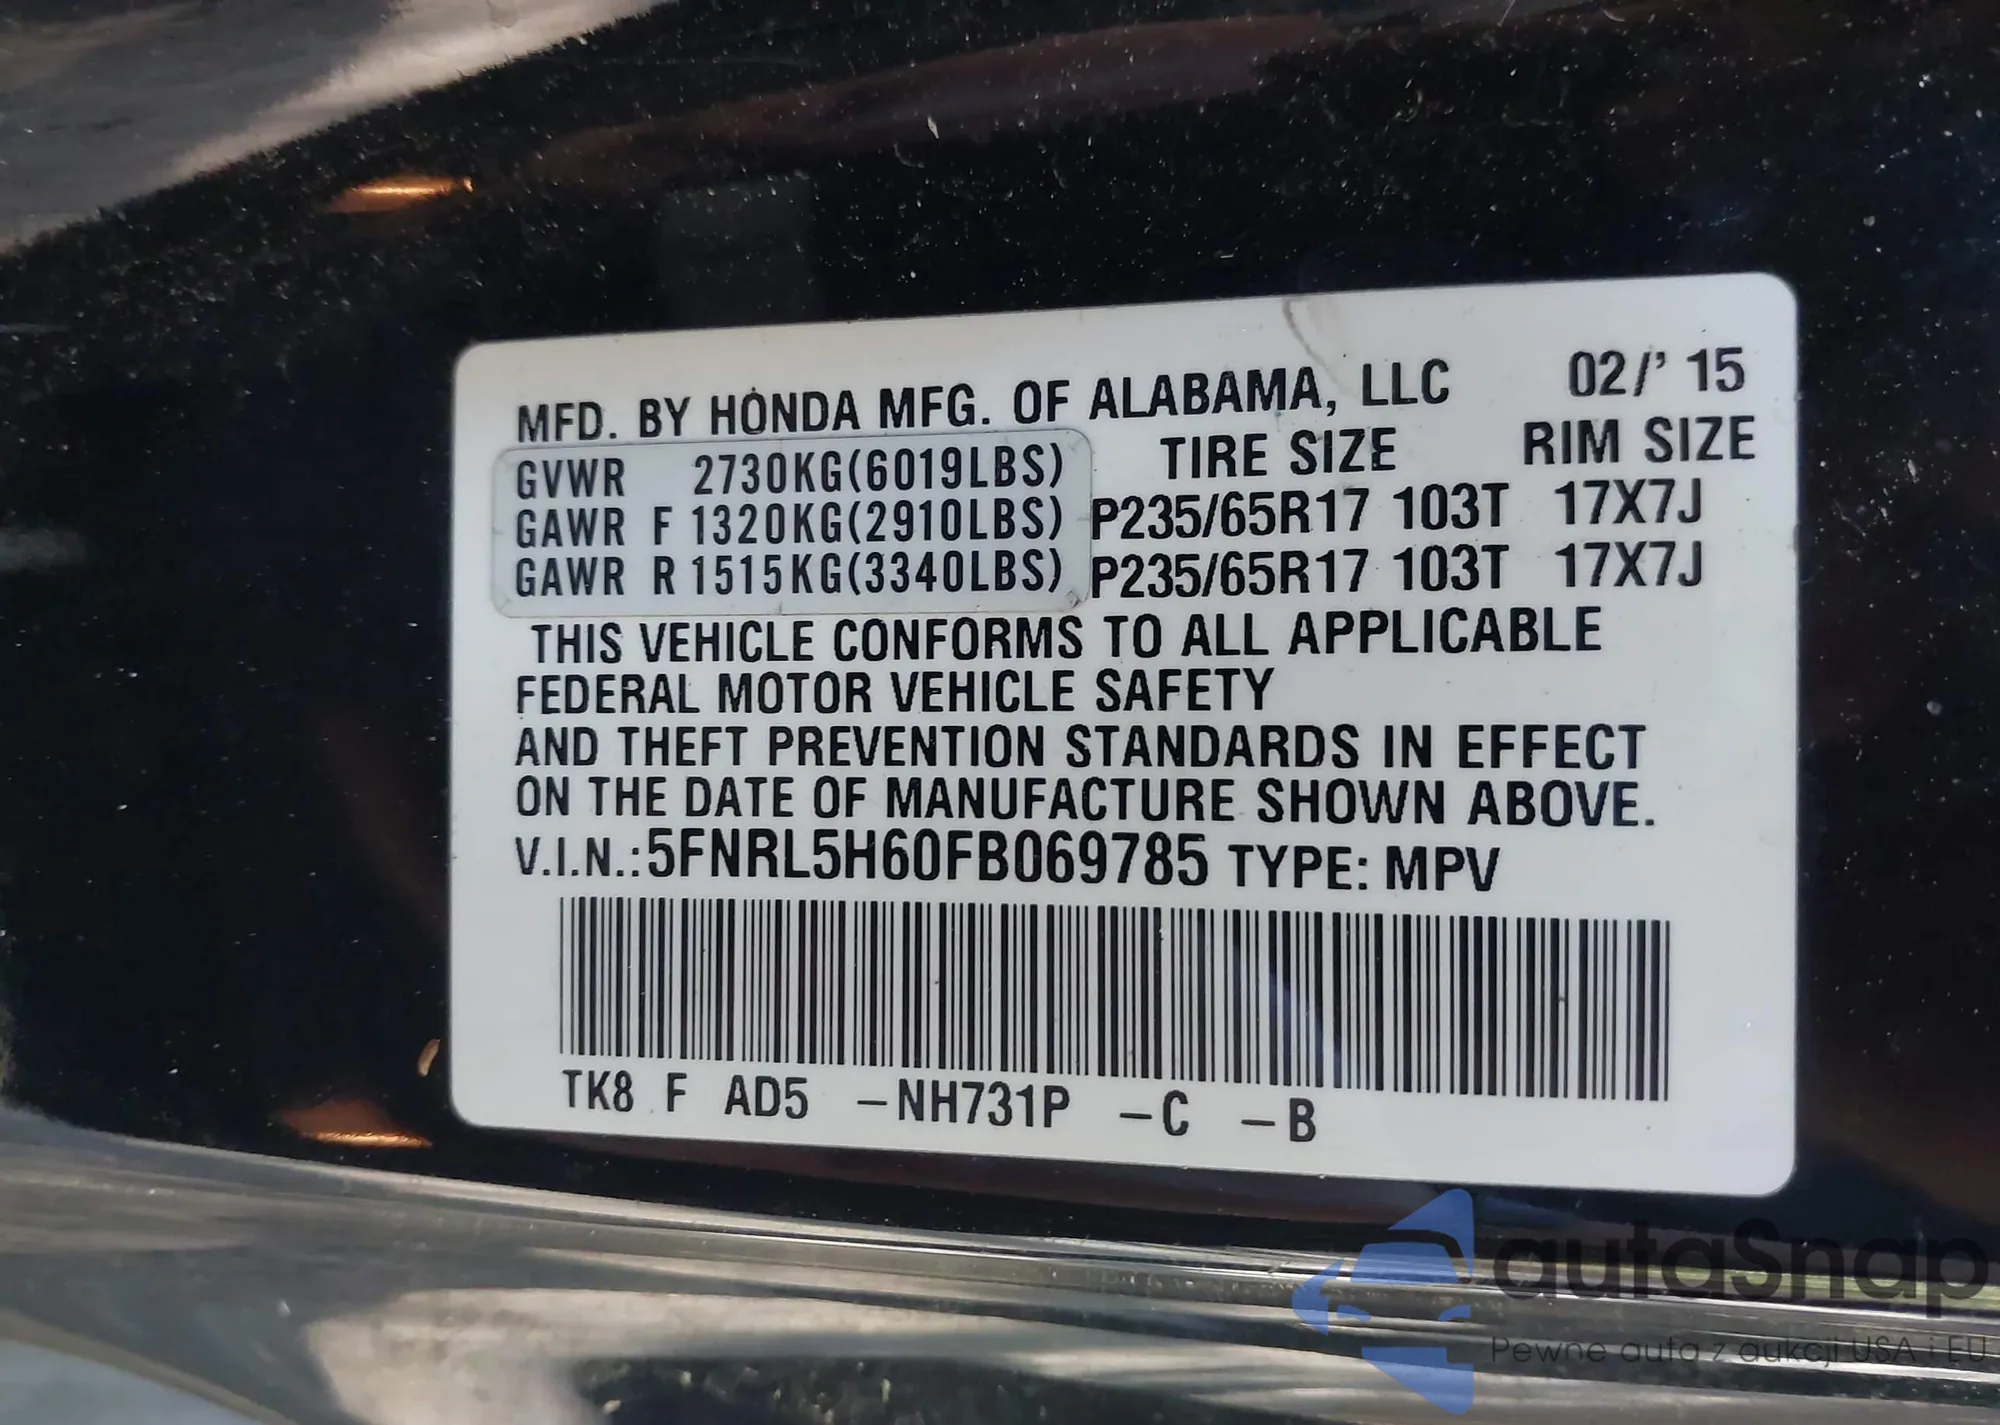 MFD. BY HONDA MFG. OF ALABAMA, LLC 02/' 15
TIRE SIZE RIM SIZE
GVWR 2730KG(6019LBS)
GAWR F 1320KG(2910LBS) P235/65R17 103T 17X7J
GAWR R 1515KG(3340LBS) P235/65R17 103T 17X7J
THIS VEHICLE CONFORMS TO ALL APPLICABLE
FEDERAL MOTOR VEHICLE SAFETY
AND THEFT PREVENTION STANDARDS IN EFFECT
ON THE DATE OF MANUFACTURE SHOWN ABOVE.
V.I.N.:5FNRL5H60FB069785 TYPE: MPV
TK8 F AD5 -NH731P -C -B
autaSnap
Pewne auta z aukcji USA i EU